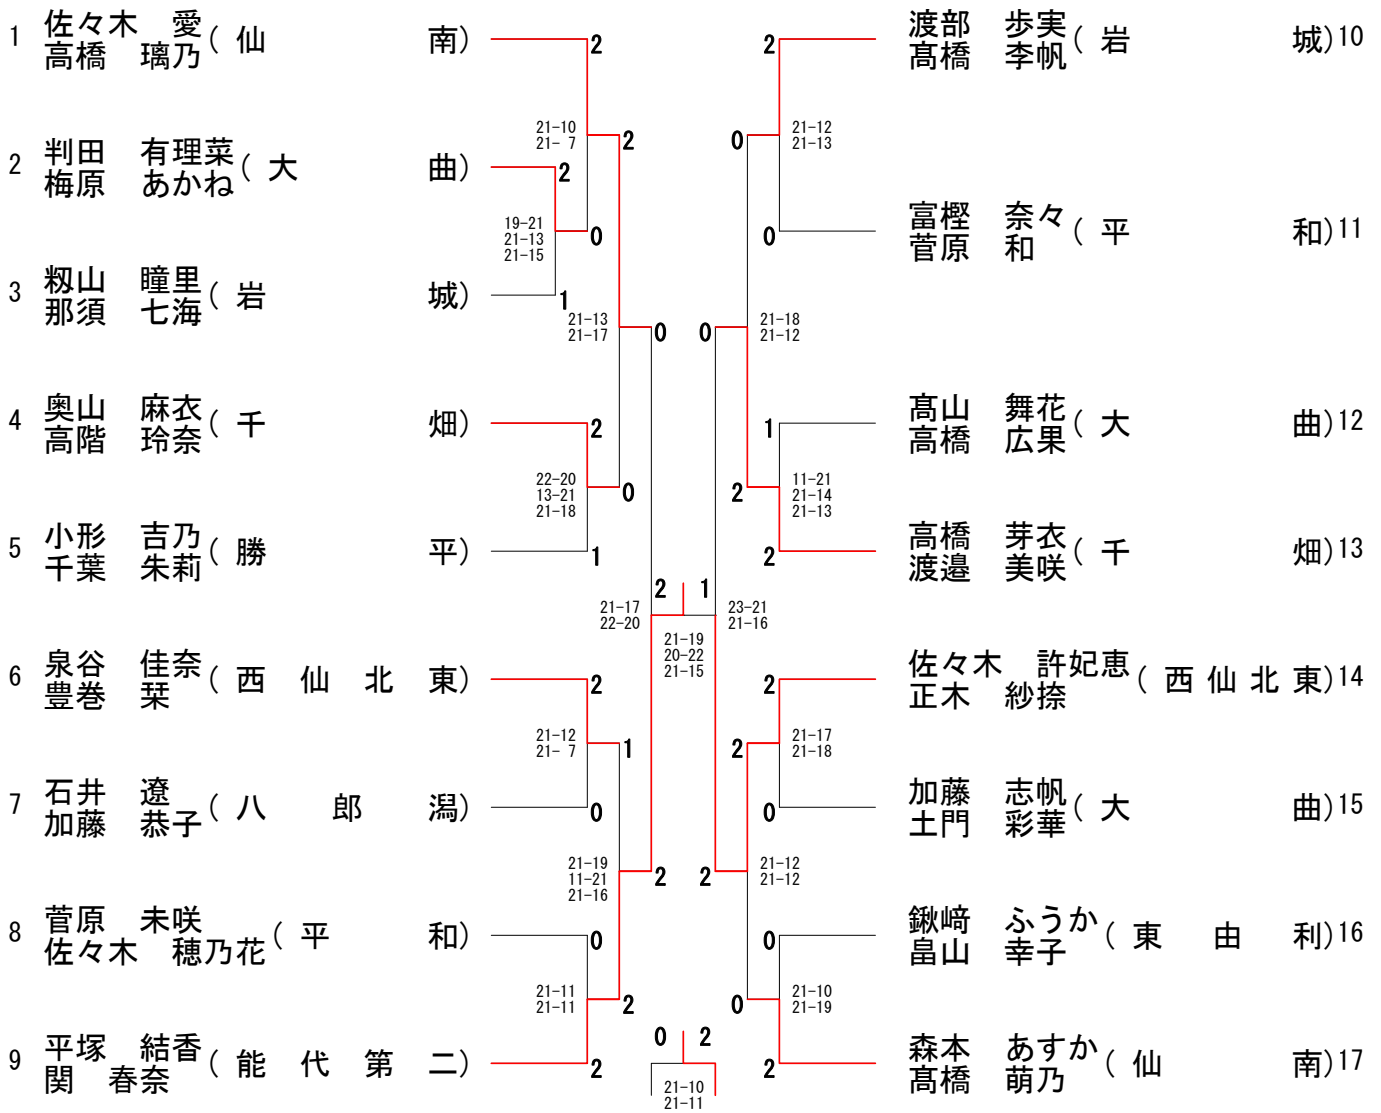 1 佐々木 愛
高橋 璃乃 ( 仙 南)
2 判田 有理菜
梅原 あかね ( 大 曲)
3 籾山 瞳里
那須 七海 ( 岩 城)
4 奥山 麻衣
高階 玲奈 ( 千 畑)
5 小形 吉乃
千葉 朱莉 ( 勝 平)
6 泉谷 佳奈
豊巻 栞 ( 西 仙 北 東)
7 石井 遼
加藤 恭子 ( 八 郎 潟)
8 菅原 未咲
佐々木 穂乃花 ( 平 和)
9 平塚 結香
関 春奈 ( 能 代 第 二)
2
21-10
21- 7
2
2
19-21
21-13
21-15
0
1
21-13
21-17
0
2
22-20
13-21
21-18
0
1
21-17
22-20
2
21-12
21- 7
1
0
21-19
11-21
21-16
2
0
21-11
21-11
2
2
2 1
21-19
20-22
21-15
0 2
21-10
21-11
2
21-12
21-13
0
0
0
21-18
21-12
1
11-21
21-14
21-13
2
2
23-21
21-16
2
21-17
21-18
2
0
2
21-12
21-12
0
21-10
21-19
0
2
渡部 歩実
髙橋 李帆 ( 岩 城) 10
富樫 奈々
菅原 和 ( 平 和) 11
髙山 舞花
高橋 広果 ( 大 曲) 12
高橋 芽衣
渡邉 美咲 ( 千 畑) 13
佐々木 許妃恵
正木 紗捺 ( 西 仙 北 東) 14
加藤 志帆
土門 彩華 ( 大 曲) 15
鍬﨑 ふうか
畠山 幸子 ( 東 由 利) 16
森本 あすか
髙橋 萌乃 ( 仙 南) 17